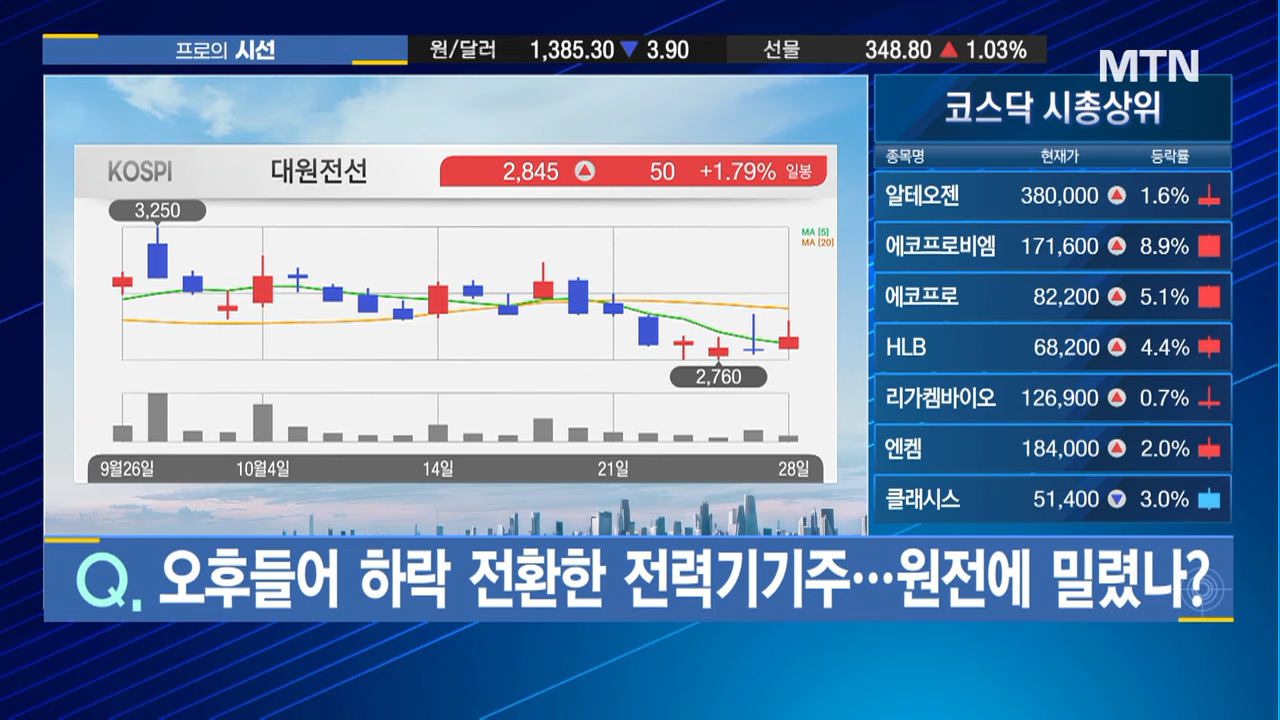 프로의 시선
원/달러 1,385.30 ▼ 3.90 선물 348.80 ▲ 1.03%
MTN
KOSPI 대원전선 2,845 ▲ 50 +1.79% 일봉
3,250
MA [5]
MA [20]
2,760
9월26일 10월4일 14일 21일 28일
코스닥 시총상위
종목명 현재가 등락률
알테오젠 380,000 ▲ 1.6%
에코프로비엠 171,600 ▲ 8.9%
에코프로 82,200 ▲ 5.1%
HLB 68,200 ▲ 4.4%
리가켐바이오 126,900 ▲ 0.7%
엔켐 184,000 ▲ 2.0%
클래시스 51,400 ▼ 3.0%
Q. 오후들어 하락 전환한 전력기기주…원전에 밀렸나?